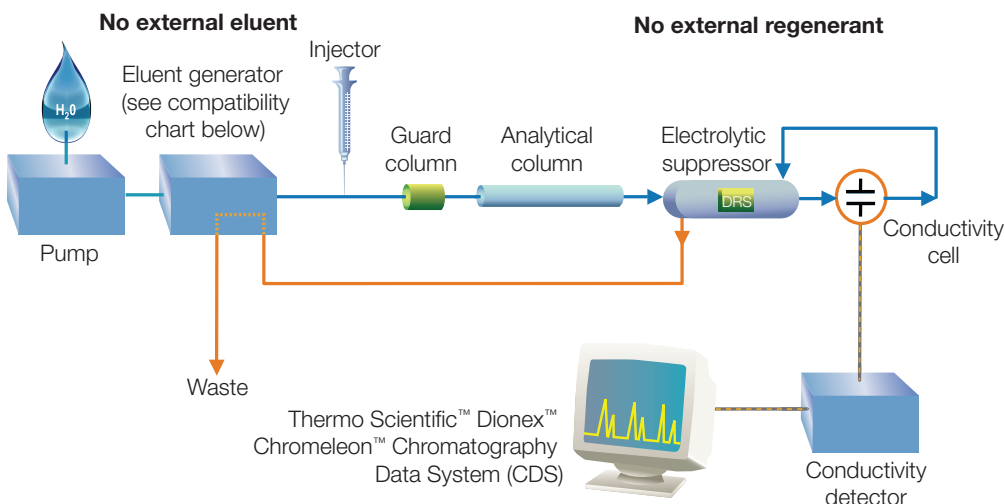 No external eluent
No external regenerant
H₂0
Eluent generator
(see compatibility
chart below)
Injector
Guard
column
Analytical
column
Electrolytic
suppressor
DRS
Pump
Conductivity
cell
Waste
Thermo Scientific™ Dionex™
Chromeleon™ Chromatography
Data System (CDS)
Conductivity
detector